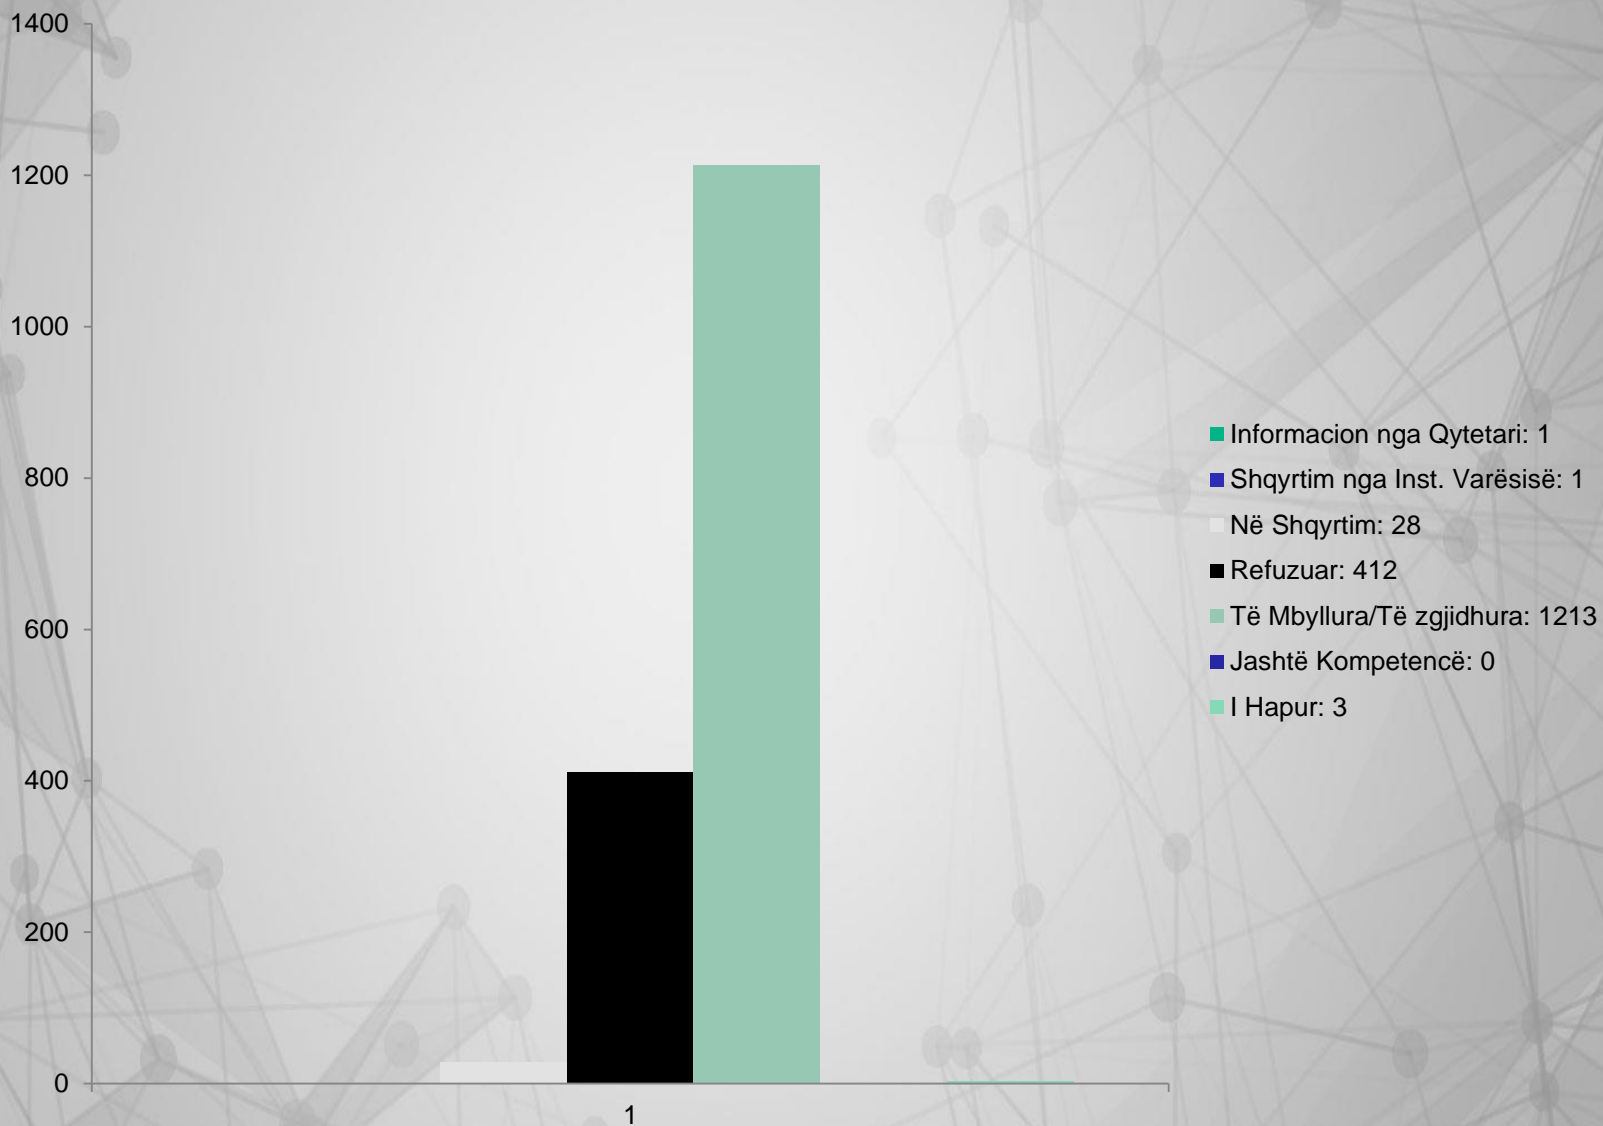 1400
1200
1000
800
600
400
200
0
1
Informacion nga Qytetari: 1
Shqyrtim nga Inst. Varësisë: 1
Në Shqyrtim: 28
Refuzuar: 412
Të Mbyllura/Të zgjidhura: 1213
Jashtë Kompetencë: 0
I Hapur: 3